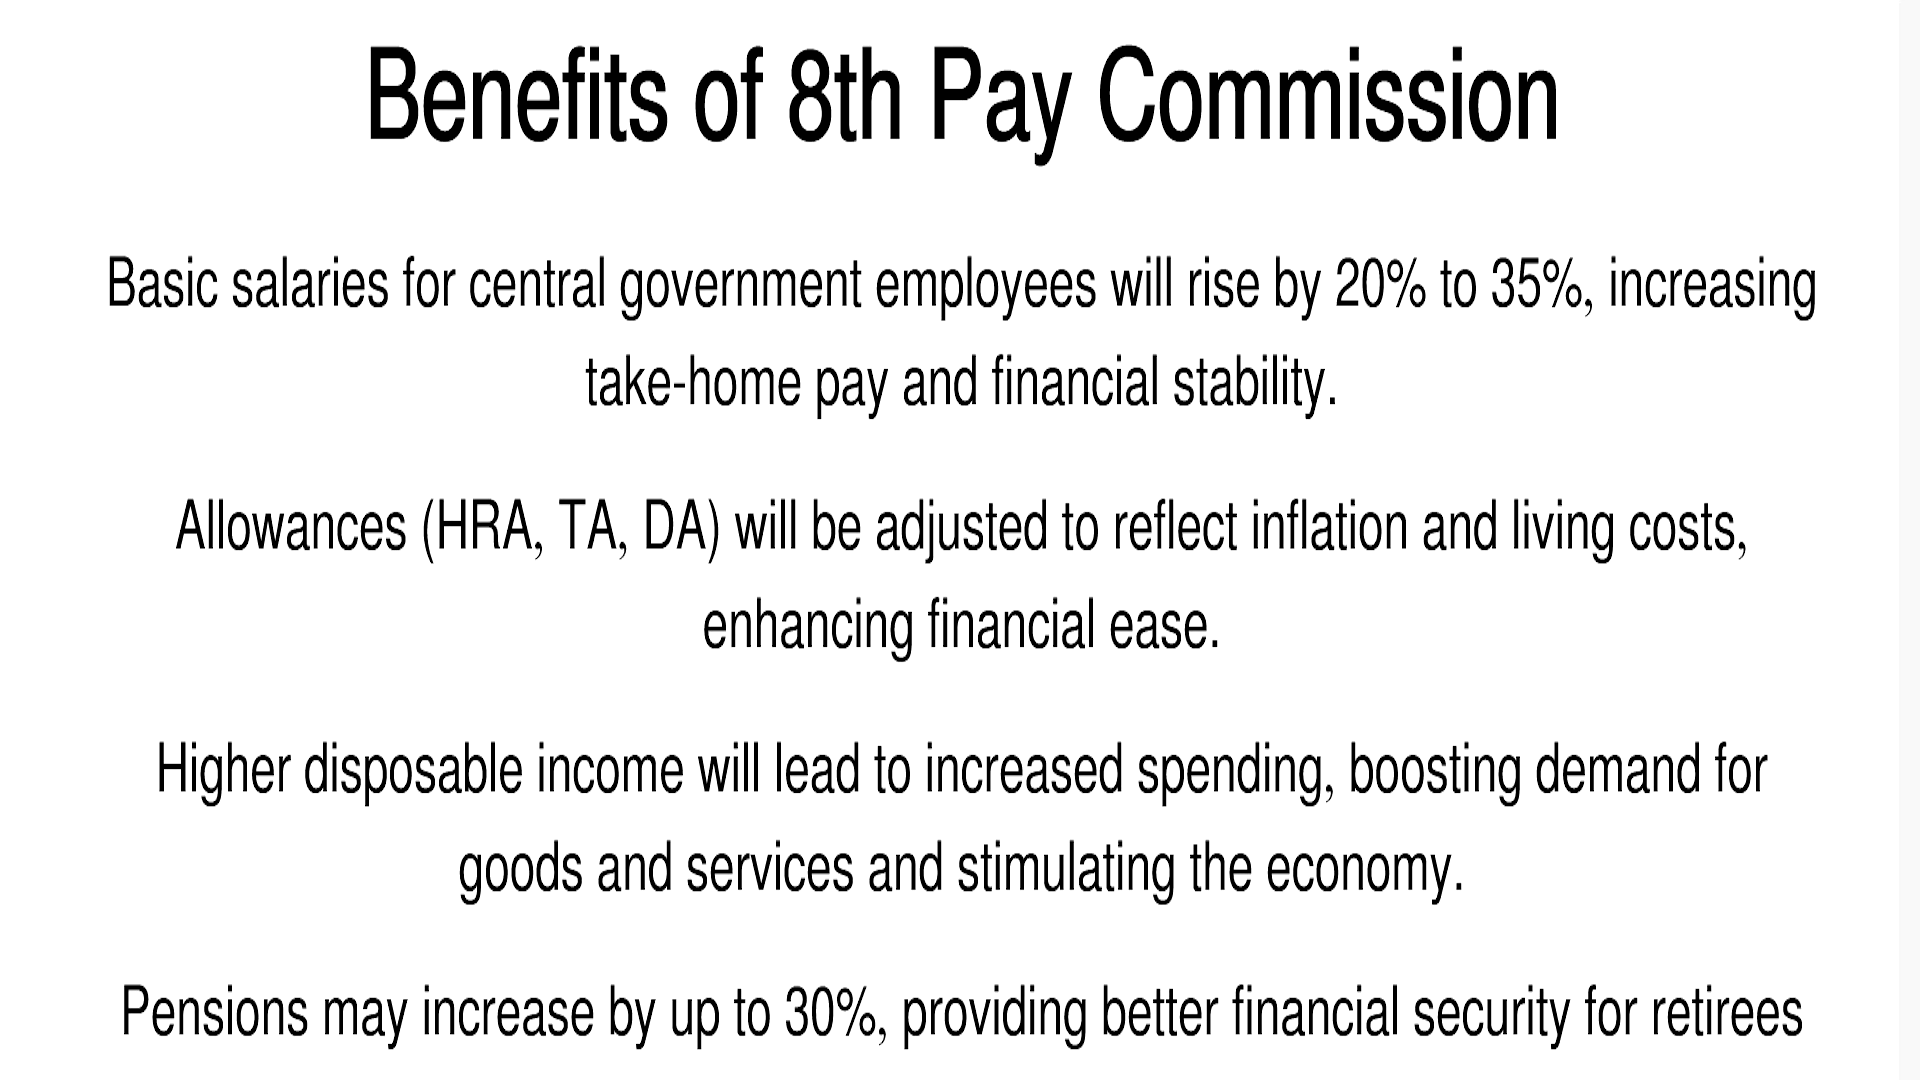 Benefits of 8th Pay Commission
Basic salaries for central government employees will rise by 20% to 35%, increasing
take-home pay and financial stability.
Allowances (HRA, TA, DA) will be adjusted to reflect inflation and living costs,
enhancing financial ease.
Higher disposable income will lead to increased spending, boosting demand for
goods and services and stimulating the economy.
Pensions may increase by up to 30%, providing better financial security for retirees